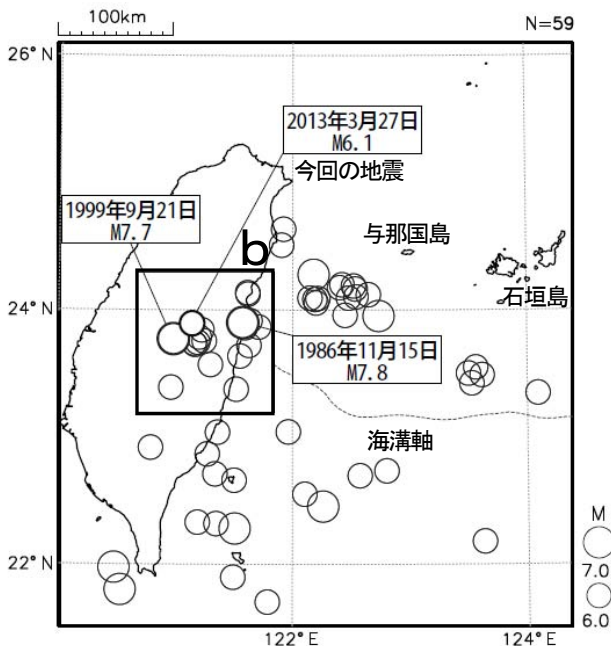 100km
N=59
26°N
2013年3月27日
M6.1
今回の地震
1999年9月21日
M7.7
与那国島
b
24°N
石垣島
1986年11月15日
M7.8
海溝軸
M
7.0
6.0
22°N
122°E
124°E